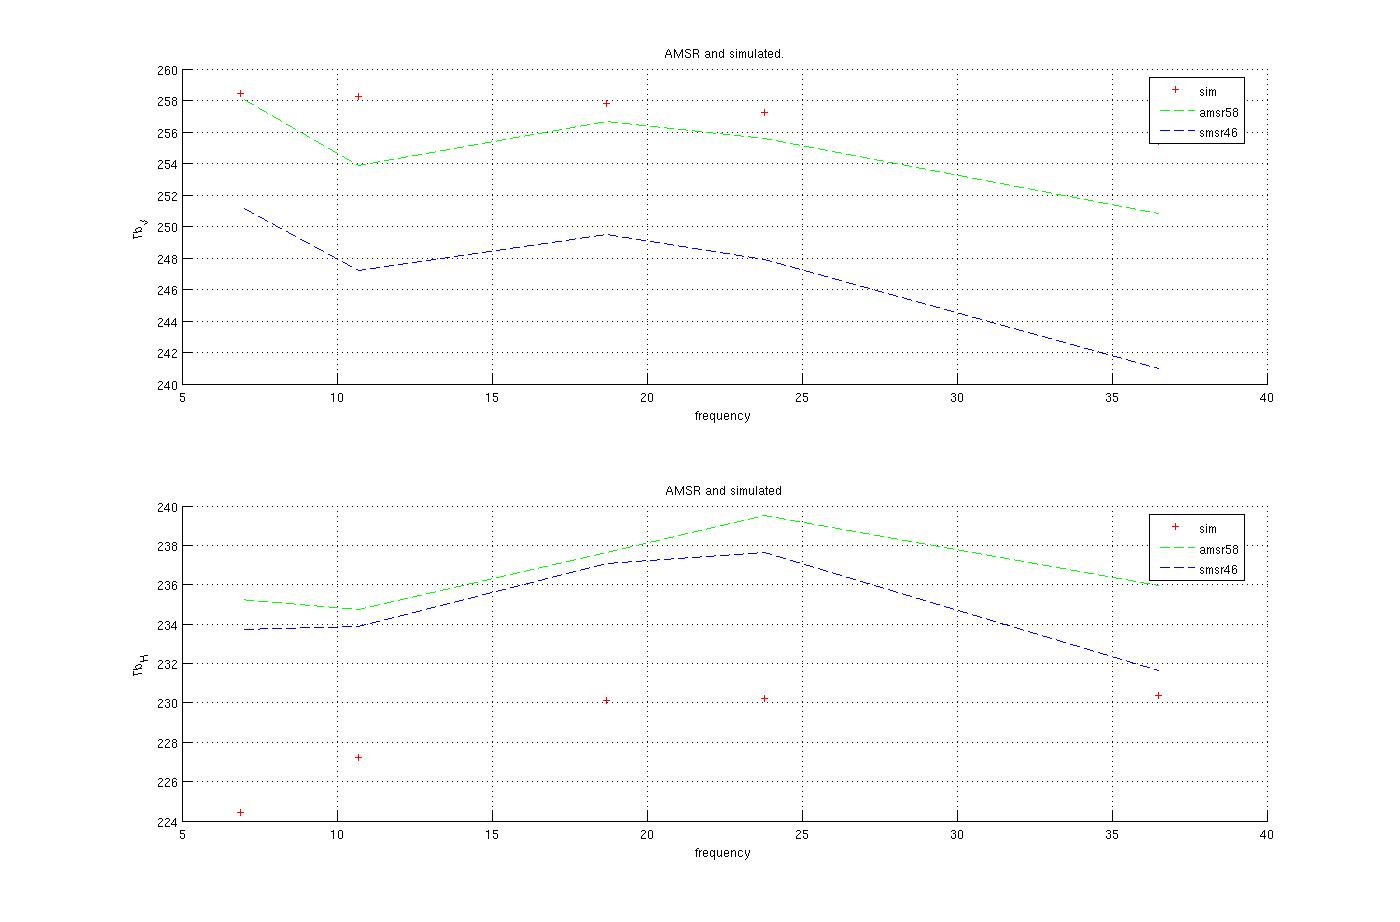 AMSR and simulated.
260
258
256
254
252
250
248
246
244
242
240
Tb_v
5 10 15 20 25 30 35 40
frequency
sim
amsr58
smsr46
AMSR and simulated
240
238
236
234
232
230
228
226
224
Tb_H
5 10 15 20 25 30 35 40
frequency
sim
amsr58
smsr46